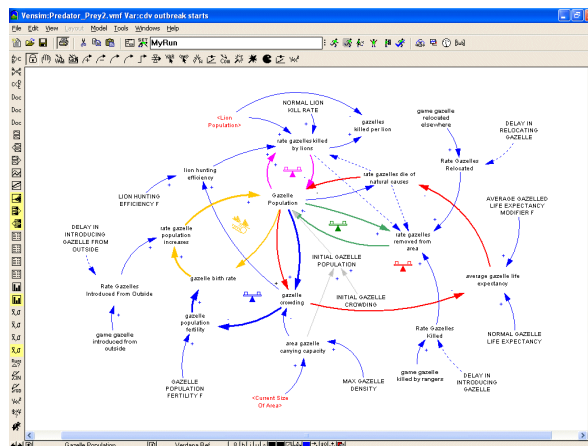 Vensim:Predator_Prey2.vmf Var:cdv outbreak starts
File Edit View Layout Model Tools Windows Help
MyRun
NORMAL LION
KILL RATE
<Lion
Population>
gazelles
killed per lion
game gazelle
relocated
elsewhere
DELAY IN
RELOCATING
GAZELLE
rate gazelles killed
by lions
lion hunting
efficiency
rate gazelles die of
natural causes
Rate Gazelles
Relocated
LION HUNTING
EFFICIENCY F
Gazelle
Population
AVERAGE GAZELLED
LIFE EXPECTANCY
MODIFIER F
DELAY IN
INTRODUCING
GAZELLE FROM
OUTSIDE
rate gazelle
population
increases
rate gazelles
removed from
area
INITIAL GAZELLE
POPULATION
Rate Gazelles
Introduced From Outside
gazelle birth rate
average gazelle life
expectancy
gazelle
crowding
INITIAL GAZELLE
CROWDING
game gazelle
introduced from
outside
gazelle
population
fertility
area gazelle
carrying capacity
Rate Gazelles
Killed
NORMAL GAZELLE
LIFE EXPECTANCY
GAZELLE
POPULATION
FERTILITY F
<Current Size
Of Area>
MAX GAZELLE
DENSITY
game gazelle
killed by rangers
DELAY IN
INTRODUCING
GAZELLE
Gazelle Population